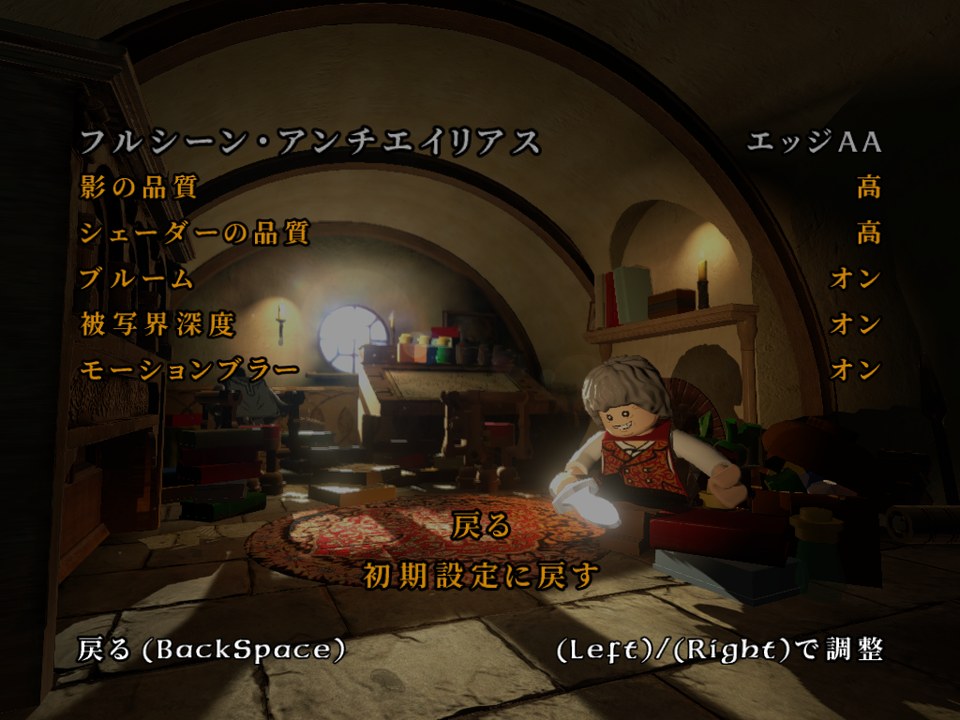 フルシーン・アンチエイリアス エッジAA
影の品質 高
シェーダーの品質 高
ブルーム オン
被写界深度 オン
モーションブラー オン
戻る
初期設定に戻す
戻る(BackSpace) (Left)/(Right)で調整